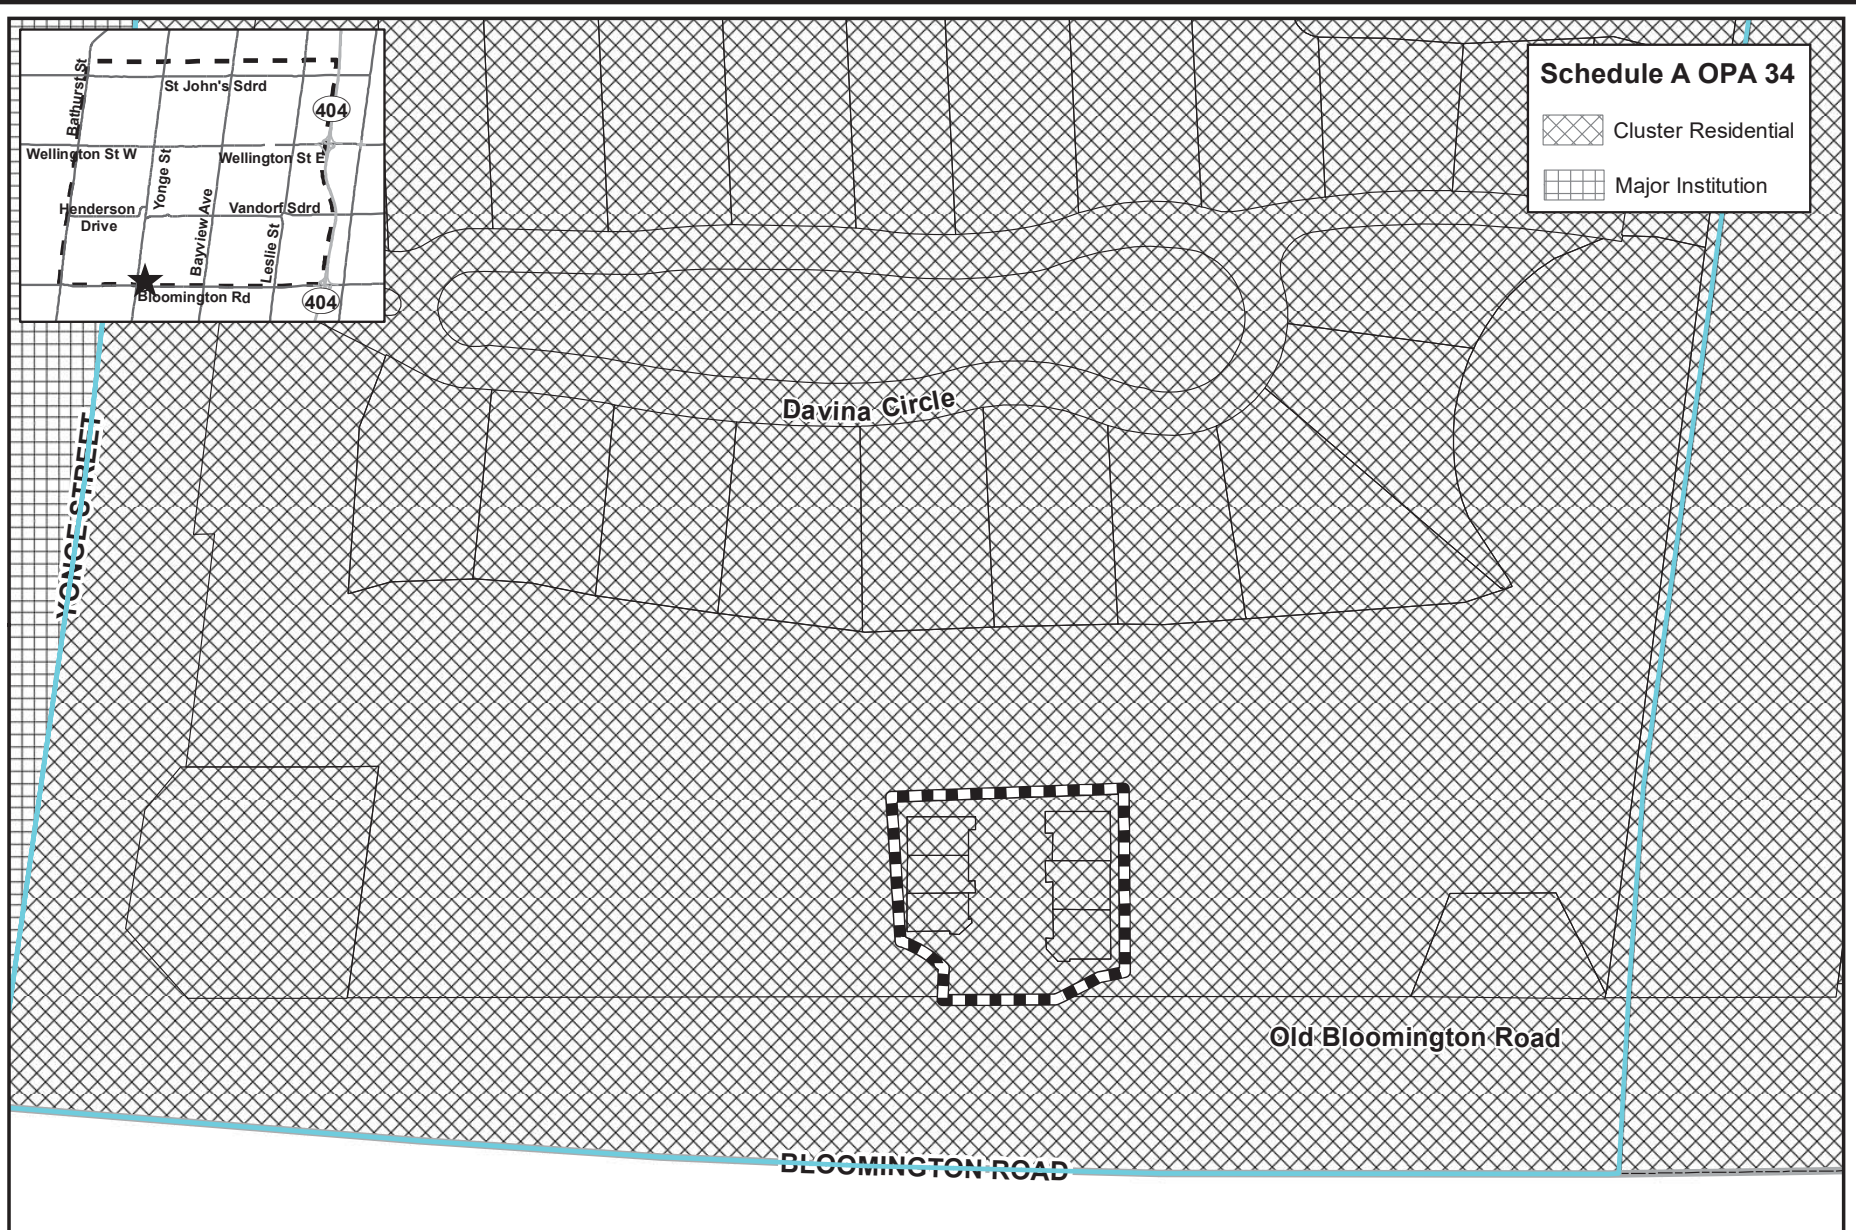 Schedule A OPA 34
Cluster Residential
Major Institution
Bathurst St
St John's Sdrd
404
Wellington St W
Yonge St
Wellington St E
Henderson
Drive
Bayview Ave
Vandorf Sdrd
Leslie St
Bloomington Rd
404
Davina Circle
YONGE STREET
Old Bloomington Road
BLOOMINGTON ROAD